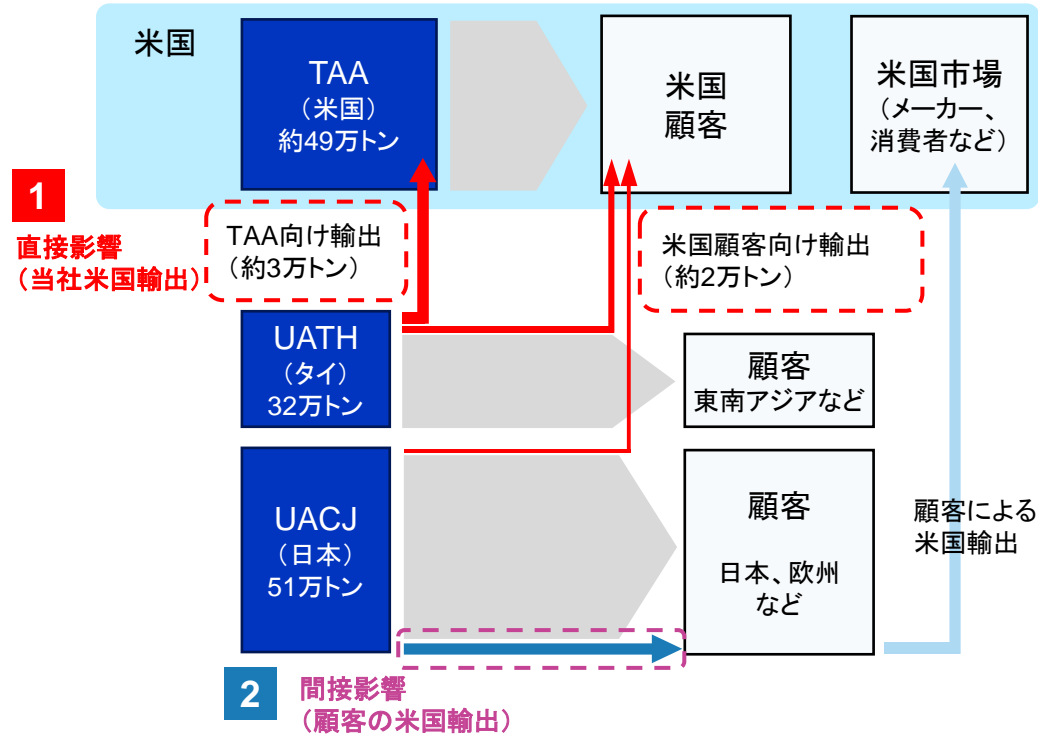 米国
TAA
（米国）
約49万トン
米国
顧客
米国市場
（メーカー、
消費者など）
1
直接影響
（当社米国輸出）
TAA向け輸出
（約3万トン）
米国顧客向け輸出
（約2万トン）
UATH
（タイ）
32万トン
顧客
東南アジアなど
UACJ
（日本）
51万トン
顧客
日本、欧州
など
顧客による
米国輸出
2
間接影響
（顧客の米国輸出）